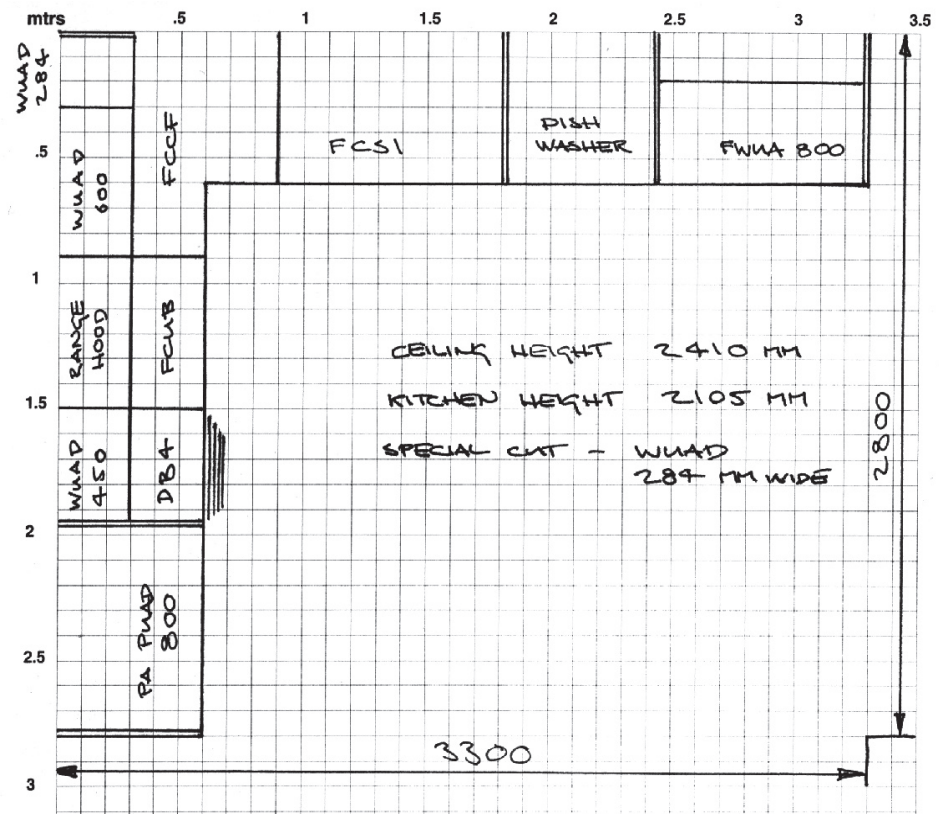 mtrs .5 1 1.5 2 2.5 3 3.5
WUAD
284
.5
WUAD
600
FCCF
FCS1
DISH
WASHER
FWUA 800
1
RANGE
HOOD
FCUB
CEILING HEIGHT 2410 MM
KITCHEN HEIGHT 2105 MM
1.5
SPECIAL CUT - WUAD
284 MM WIDE
2800
WUAD
450
DB4
2
PA PUAD
800
2.5
3300
3